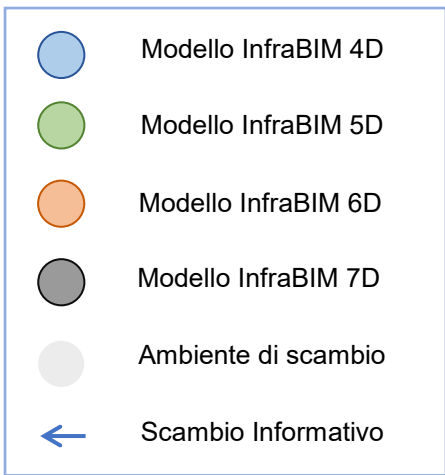 Modello InfraBIM 4D
Modello InfraBIM 5D
Modello InfraBIM 6D
Modello InfraBIM 7D
Ambiente di scambio
Scambio Informativo